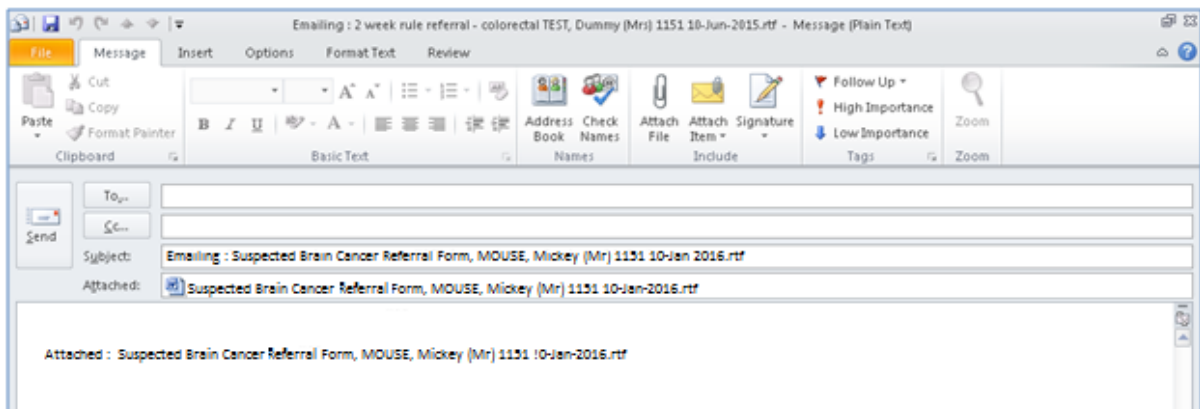 Emailing : 2 week rule referral - colorectal TEST, Dummy (Mrs) 1151 10-Jun-2015.rtf - Message (Plain Text)
File Message Insert Options Format Text Review
Cut
Copy
Format Painter
Paste
Clipboard
B I U A
Basic Text
Address Book
Check Names
Names
Attach File
Attach Item
Signature
Include
Follow Up
High Importance
Low Importance
Tags
Zoom
Zoom
Send
To...
Cc...
Subject: Emailing : Suspected Brain Cancer Referral Form, MOUSE, Mickey (Mr) 1151 10-Jan 2016.rtf
Attached: Suspected Brain Cancer Referral Form, MOUSE, Mickey (Mr) 1151 10-Jan-2016.rtf
Attached : Suspected Brain Cancer Referral Form, MOUSE, Mickey (Mr) 1151 !0-Jan-2016.rtf